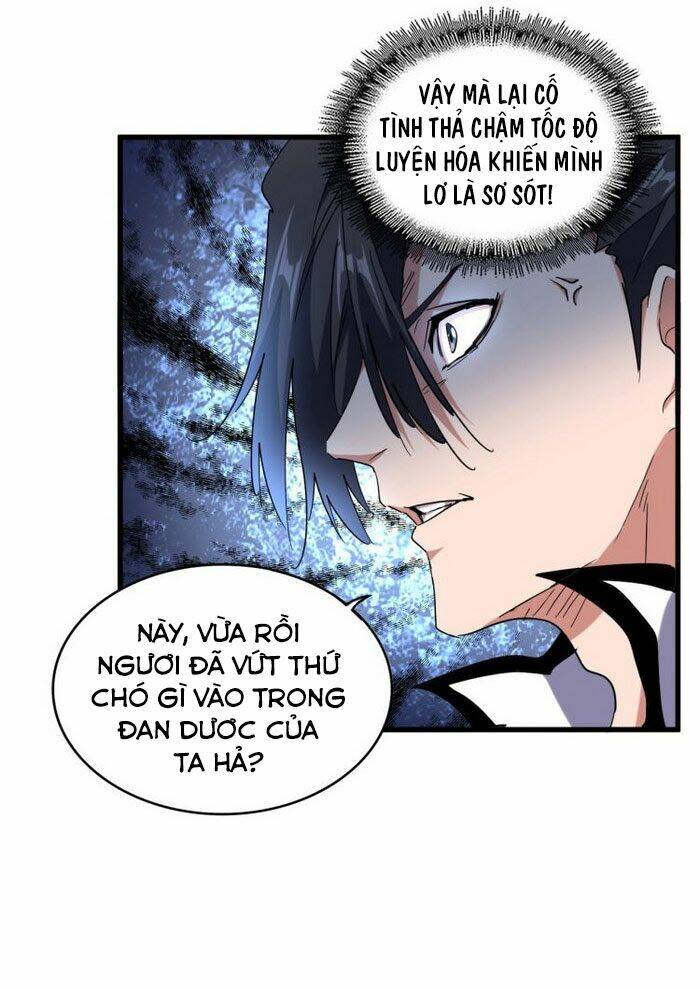 VẬY MÀ LẠI CỐ
TÌNH THẢ CHẬM TỐC ĐỘ
LUYỆN HÓA KHIẾN MÌNH
LƠ LÀ SƠ SÓT!
NÀY, VỪA RỒI
NGƯƠI ĐÃ VỨT THỨ
CHÓ GÌ VÀO TRONG
ĐAN DƯƠC CỦA
TA HẢ?